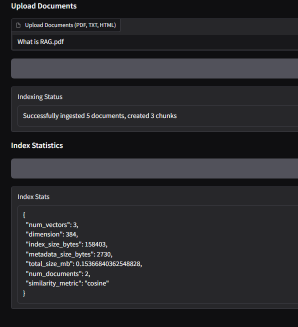 Upload Documents
Upload Documents (PDF, TXT, HTML)
What is RAG.pdf
Indexing Status
Successfully ingested 5 documents, created 3 chunks
Index Statistics
Index Stats
{
"num_vectors": 3,
"dimension": 384,
"index_size_bytes": 158403,
"metadata_size_bytes": 2730,
"total_size_mb": 0.15366840362548828,
"num_documents": 2,
"similarity_metric": "cosine"
}